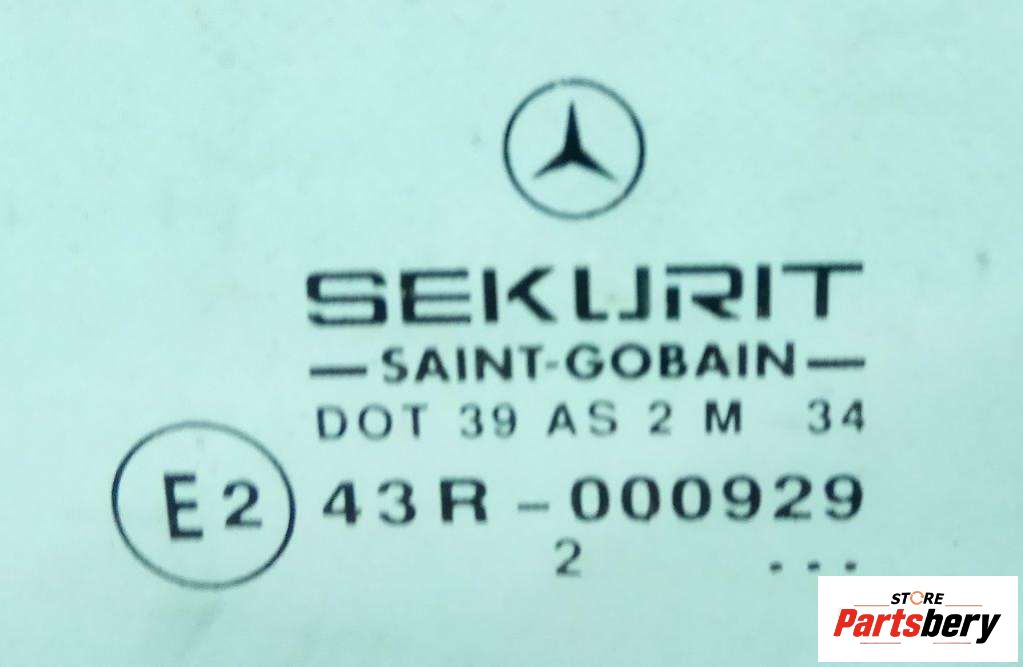 SEKURIT
SAINT-GOBAIN
DOT 39 AS 2 M 34
E2 43R-000929
2 ...
STORE
Partsbery